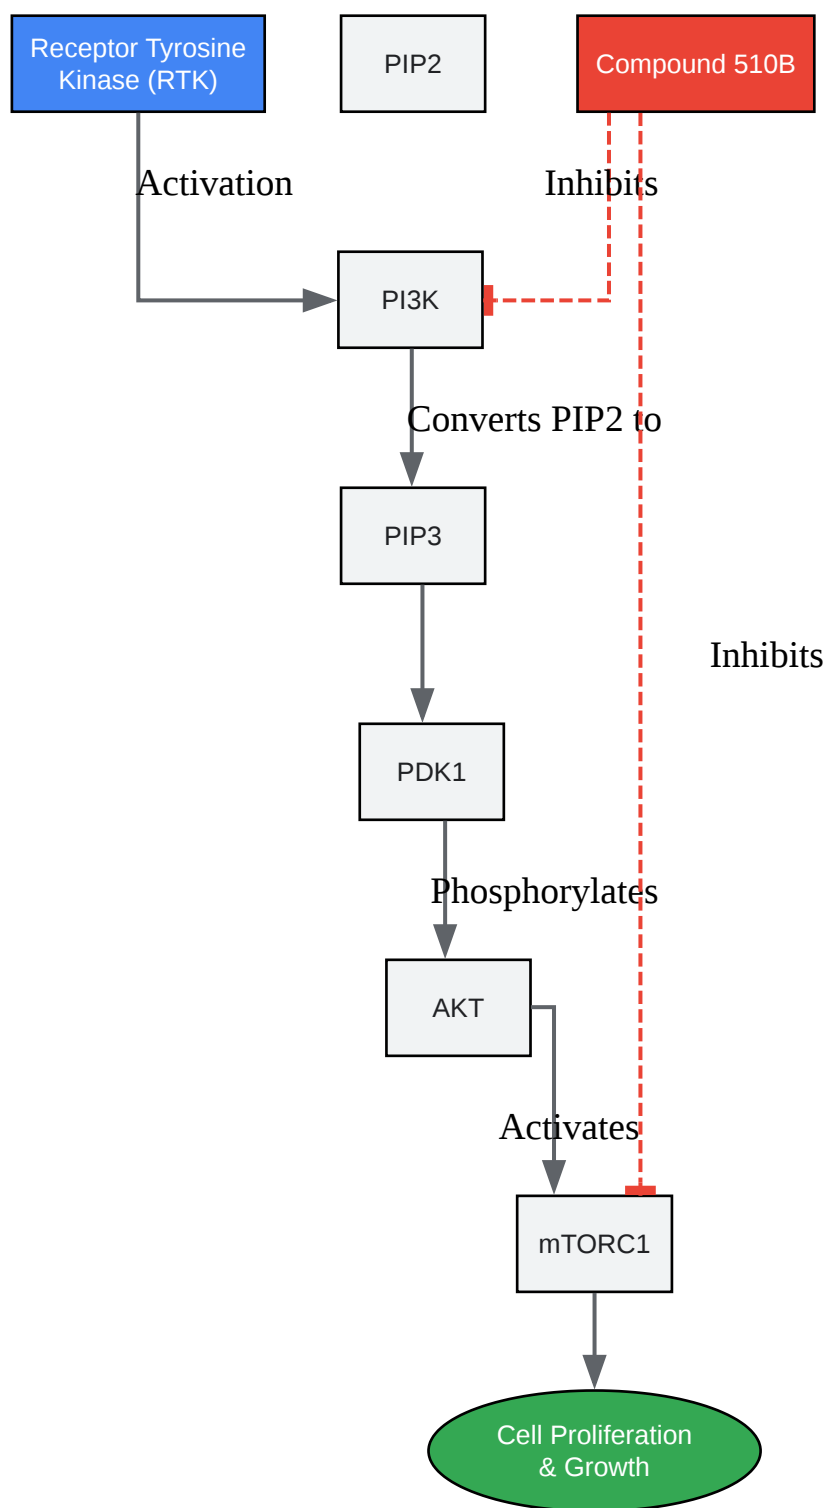 Receptor Tyrosine
Kinase (RTK)
PIP2
Compound 510B
Activation
Inhibits
PI3K
Converts PIP2 to
PIP3
Inhibits
PDK1
Phosphorylates
AKT
Activates
mTORC1
Cell Proliferation
& Growth